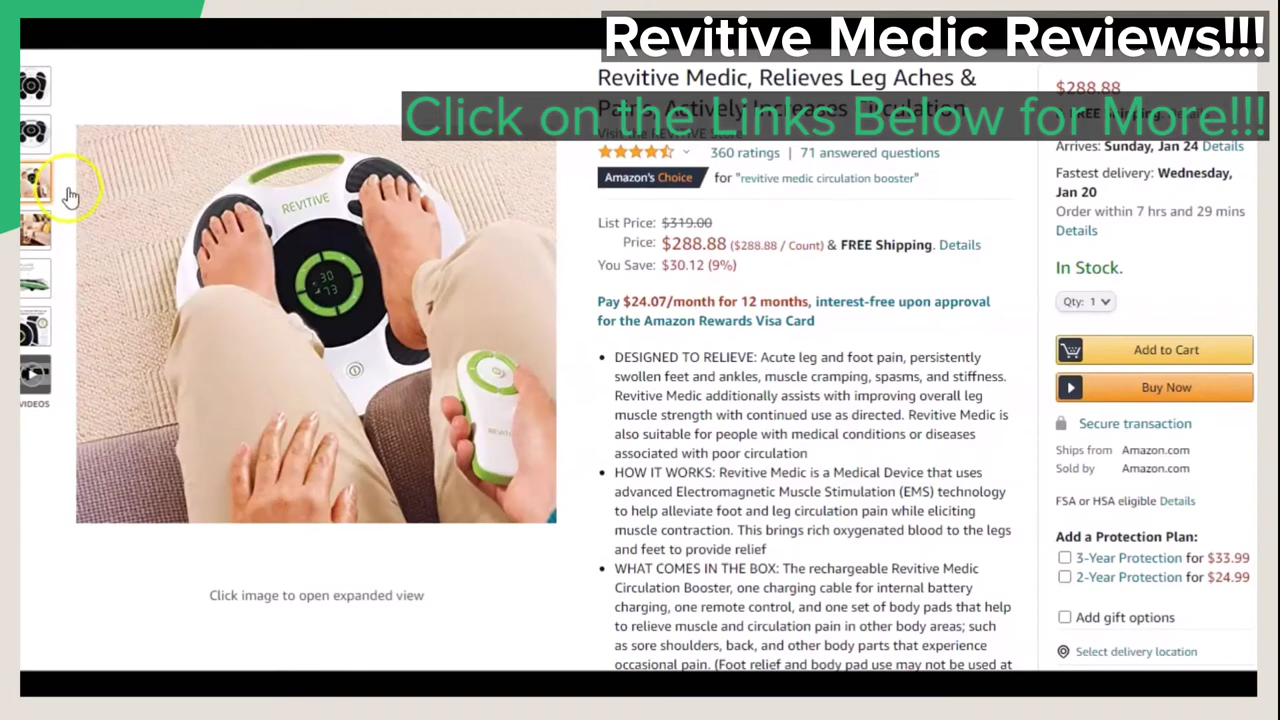 Revitive Medic Reviews!!!
Click on the Links Below for More!!!
Revitive Medic, Relieves Leg Aches &
Pains, Actively Increases Circulation
Visit the REVITIVE Store
360 ratings | 71 answered questions
Amazon's Choice for "revitive medic circulation booster"
List Price: $319.00
Price: $288.88 ($288.88 / Count) & FREE Shipping. Details
You Save: $30.12 (9%)
Pay $24.07/month for 12 months, interest-free upon approval
for the Amazon Rewards Visa Card
DESIGNED TO RELIEVE: Acute leg and foot pain, persistently
swollen feet and ankles, muscle cramping, spasms, and stiffness.
Revitive Medic additionally assists with improving overall leg
muscle strength with continued use as directed. Revitive Medic is
also suitable for people with medical conditions or diseases
associated with poor circulation
HOW IT WORKS: Revitive Medic is a Medical Device that uses
advanced Electromagnetic Muscle Stimulation (EMS) technology
to help alleviate foot and leg circulation pain while eliciting
muscle contraction. This brings rich oxygenated blood to the legs
and feet to provide relief
WHAT COMES IN THE BOX: The rechargeable Revitive Medic
Circulation Booster, one charging cable for internal battery
charging, one remote control, and one set of body pads that help
to relieve muscle and circulation pain in other body areas; such
as sore shoulders, back, and other body parts that experience
occasional pain. (Foot relief and body pad use may not be used at
$288.88
& FREE Shipping. Details
Arrives: Sunday, Jan 24 Details
Fastest delivery: Wednesday,
Jan 20
Order within 7 hrs and 29 mins
Details
In Stock.
Qty: 1
Add to Cart
Buy Now
Secure transaction
Ships from Amazon.com
Sold by Amazon.com
FSA or HSA eligible Details
Add a Protection Plan:
3-Year Protection for $33.99
2-Year Protection for $24.99
Add gift options
Select delivery location
REVITIVE
30
73
VIDEOS
Click image to open expanded view